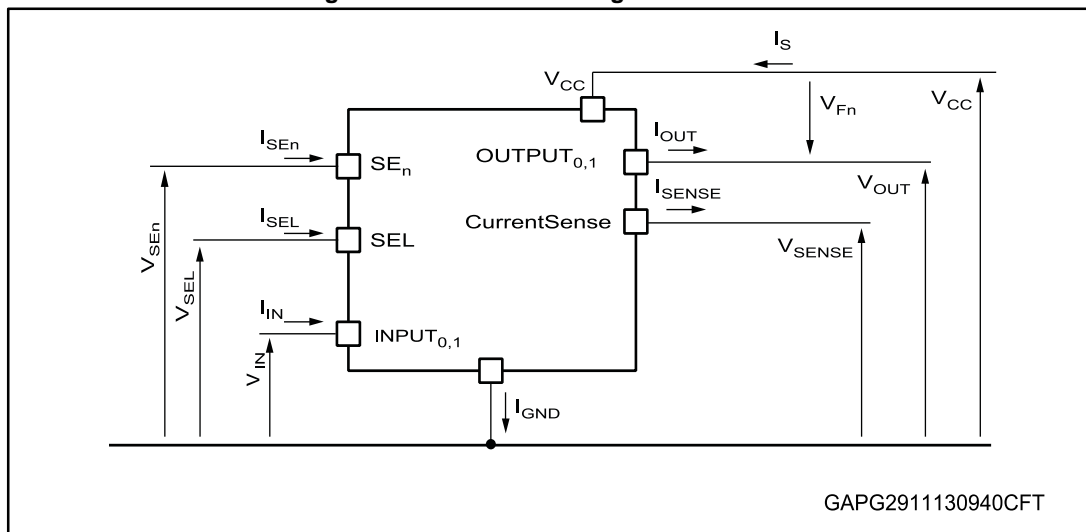 I_S
V_CC
V_Fn
V_CC
I_SEn
SE_n
OUTPUT_0,1
I_OUT
V_OUT
I_SEL
SEL
CurrentSense
I_SENSE
V_SENSE
V_SEn
V_SEL
I_IN
INPUT_0,1
V_IN
I_GND
GAPG2911130940CFT